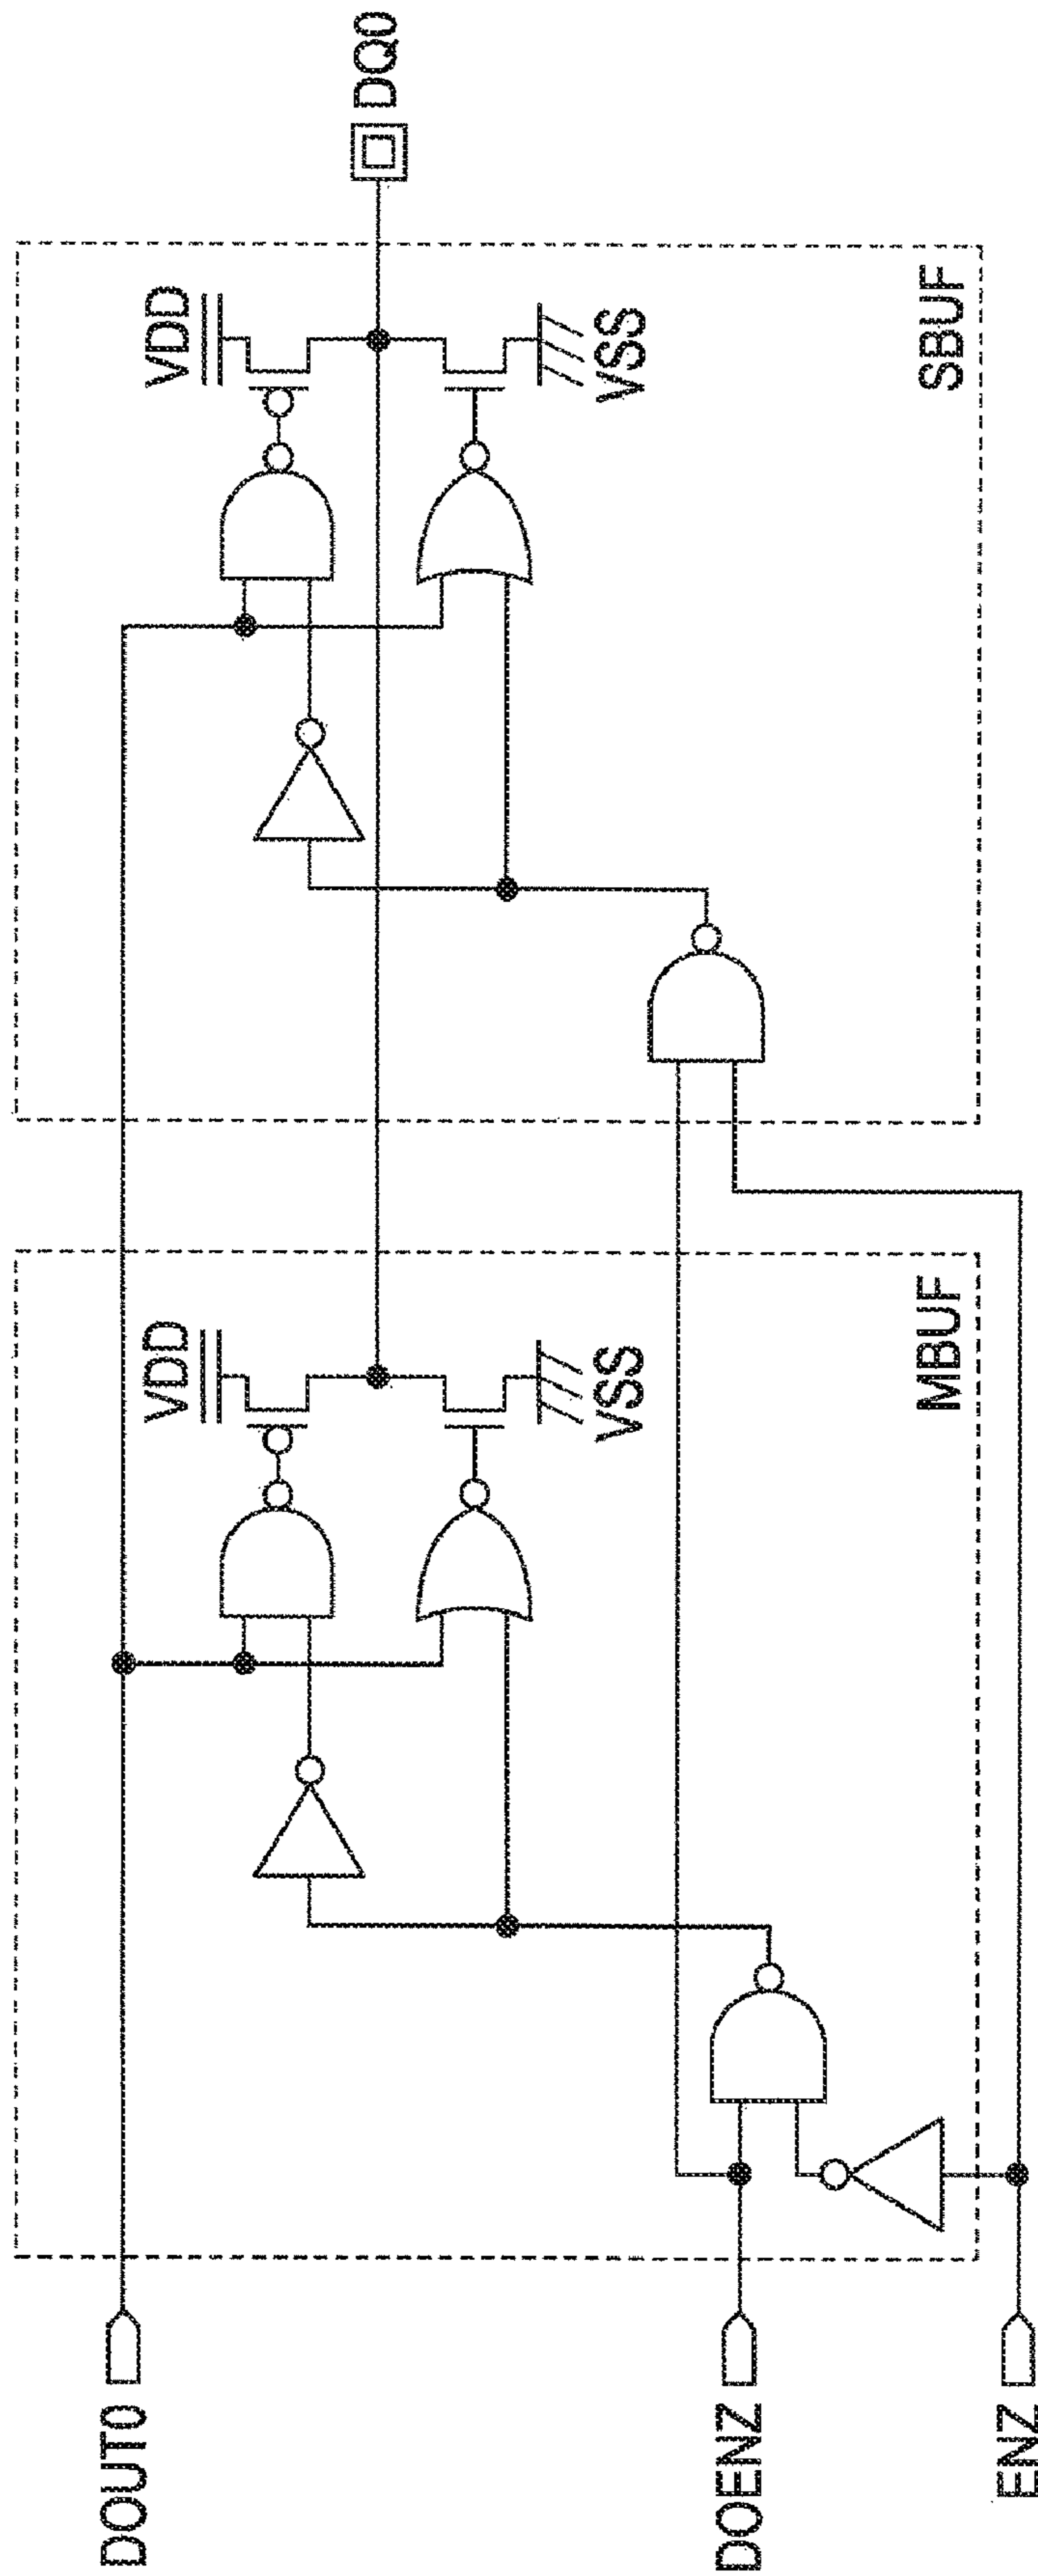 DOUT0
DOENZ
ENZ
VDD
VSS
MBUF
VDD
VSS
SBUF
DQ0